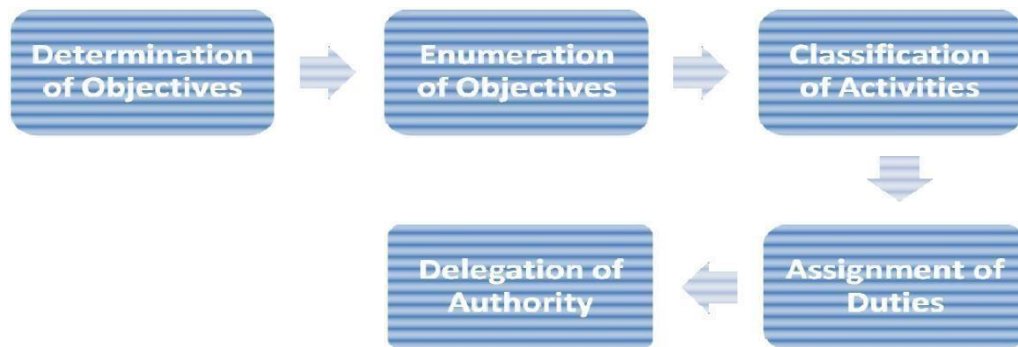 Determination
of Objectives
Enumeration
of Objectives
Classification
of Activities
Assignment of
Duties
Delegation of
Authority